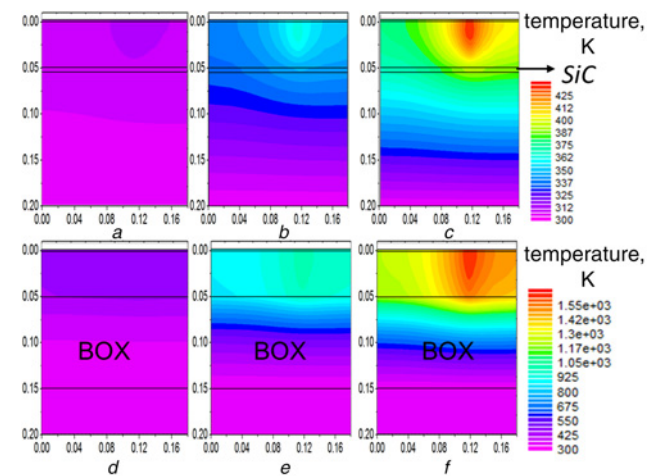 temperature,
K
SiC
0.00
0.05
0.10
0.15
0.20
0.00 0.04 0.08 0.12 0.16
0.00
0.05
0.10
0.15
0.20
0.00 0.04 0.08 0.12 0.16
0.00
0.05
0.10
0.15
0.20
0.00 0.04 0.08 0.12 0.16
a b c
425
412
400
387
375
362
350
337
325
312
300
temperature,
K
0.00
0.05
0.10
0.15
0.20
BOX
0.00 0.04 0.08 0.12 0.16
0.00
0.05
0.10
0.15
0.20
BOX
0.00 0.04 0.08 0.12 0.16
0.00
0.05
0.10
0.15
0.20
BOX
0.00 0.04 0.08 0.12 0.16
d e f
1.55e+03
1.42e+03
1.3e+03
1.17e+03
1.05e+03
925
800
675
550
425
300